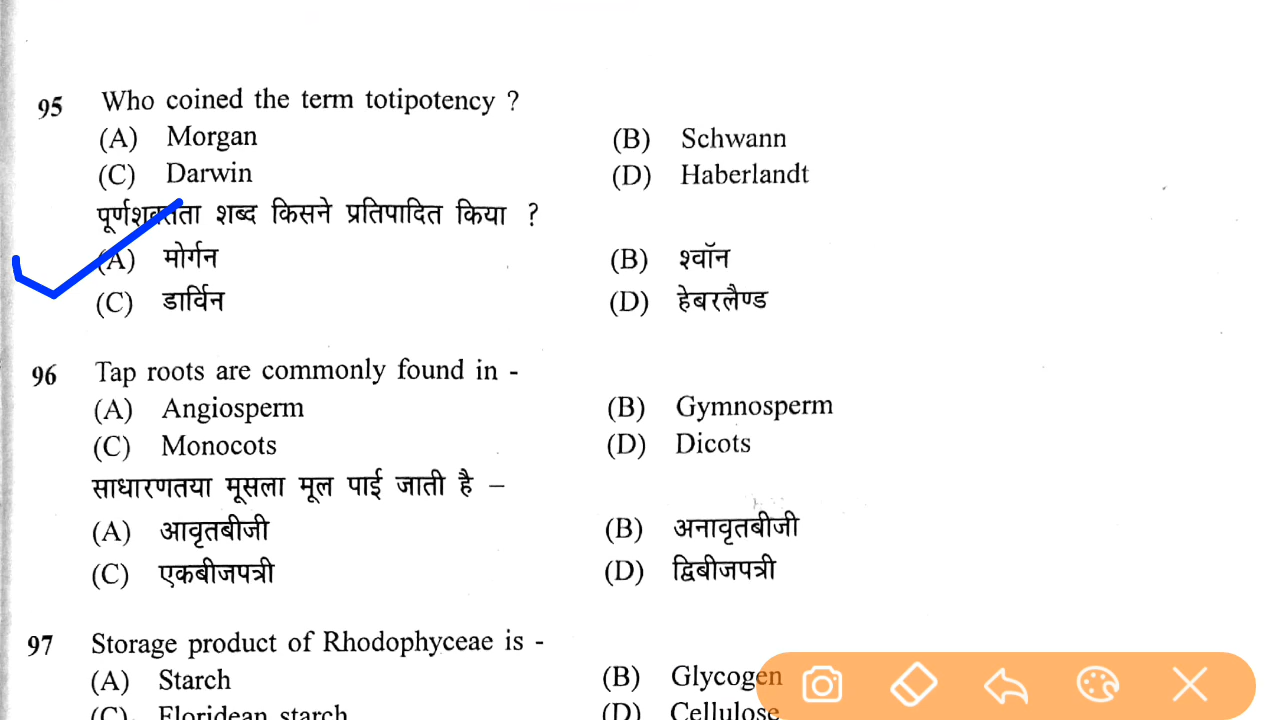 95 Who coined the term totipotency ?
(A) Morgan (B) Schwann
(C) Darwin (D) Haberlandt
पूर्णशक्तता शब्द किसने प्रतिपादित किया ?
(A) मोर्गन (B) श्वॉन
(C) डार्विन (D) हेबरलैण्ड
96 Tap roots are commonly found in -
(A) Angiosperm (B) Gymnosperm
(C) Monocots (D) Dicots
साधारणतया मूसला मूल पाई जाती है –
(A) आवृतबीजी (B) अनावृतबीजी
(C) एकबीजपत्री (D) द्विबीजपत्री
97 Storage product of Rhodophyceae is -
(A) Starch (B) Glycogen
(C) Floridean starch (D) Cellulose